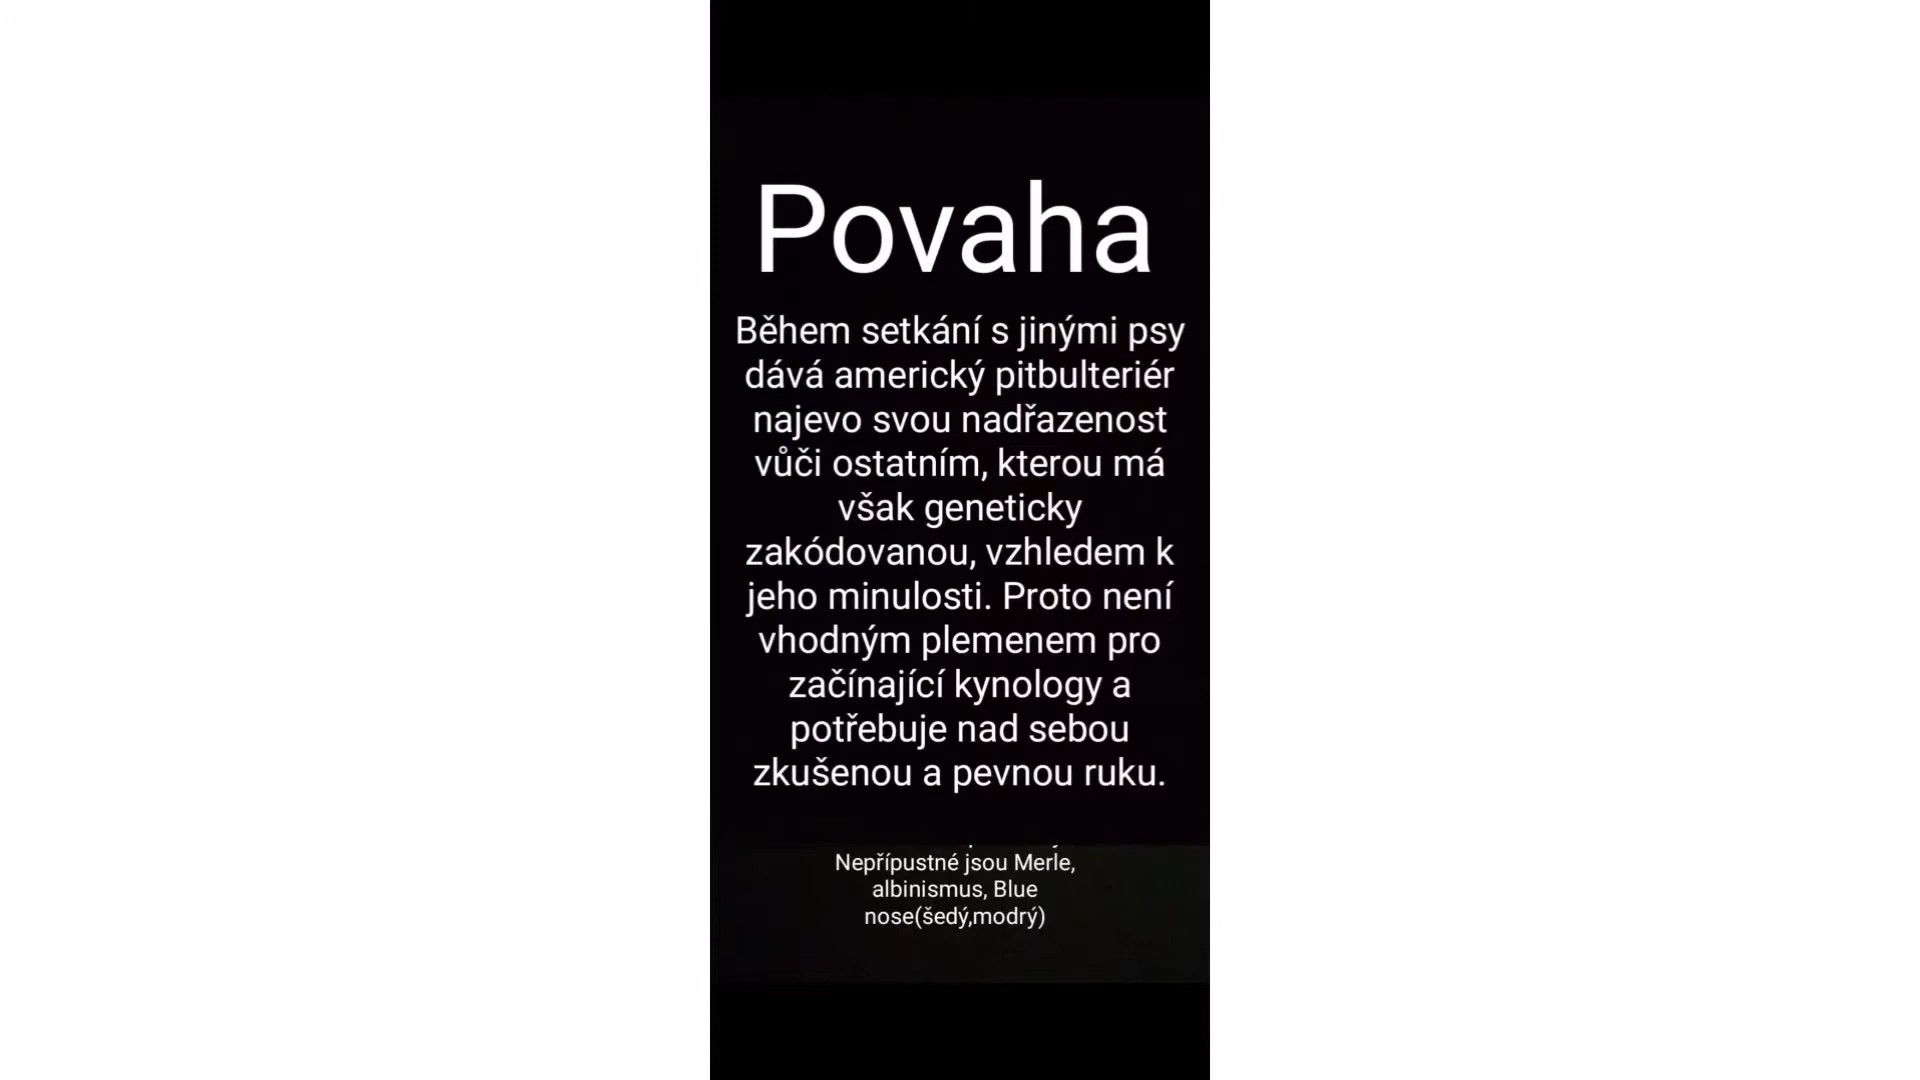 Povaha
Během setkání s jinými psy
dává americký pitbulteriér
najevo svou nadřazenost
vůči ostatním, kterou má
však geneticky
zakódovanou, vzhledem k
jeho minulosti. Proto není
vhodným plemenem pro
začínající kynology a
potřebuje nad sebou
zkušenou a pevnou ruku.
Nepřípustné jsou Merle,
albinismus, Blue
nose(šedý,modrý)